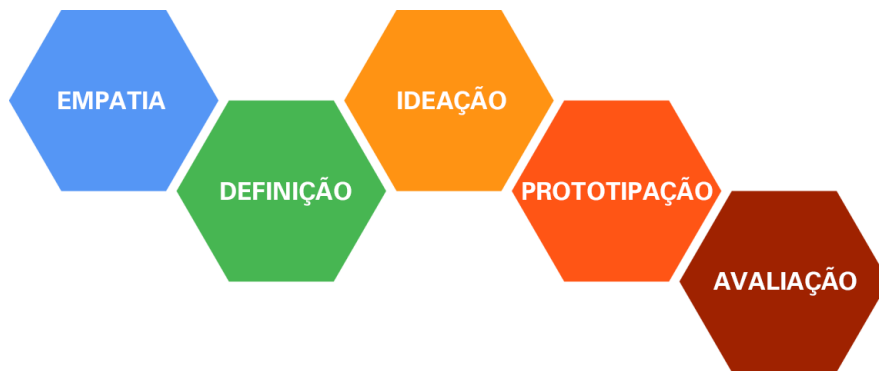 EMPATIA
DEFINIÇÃO
IDEAÇÃO
PROTOTIPAÇÃO
AVALIAÇÃO